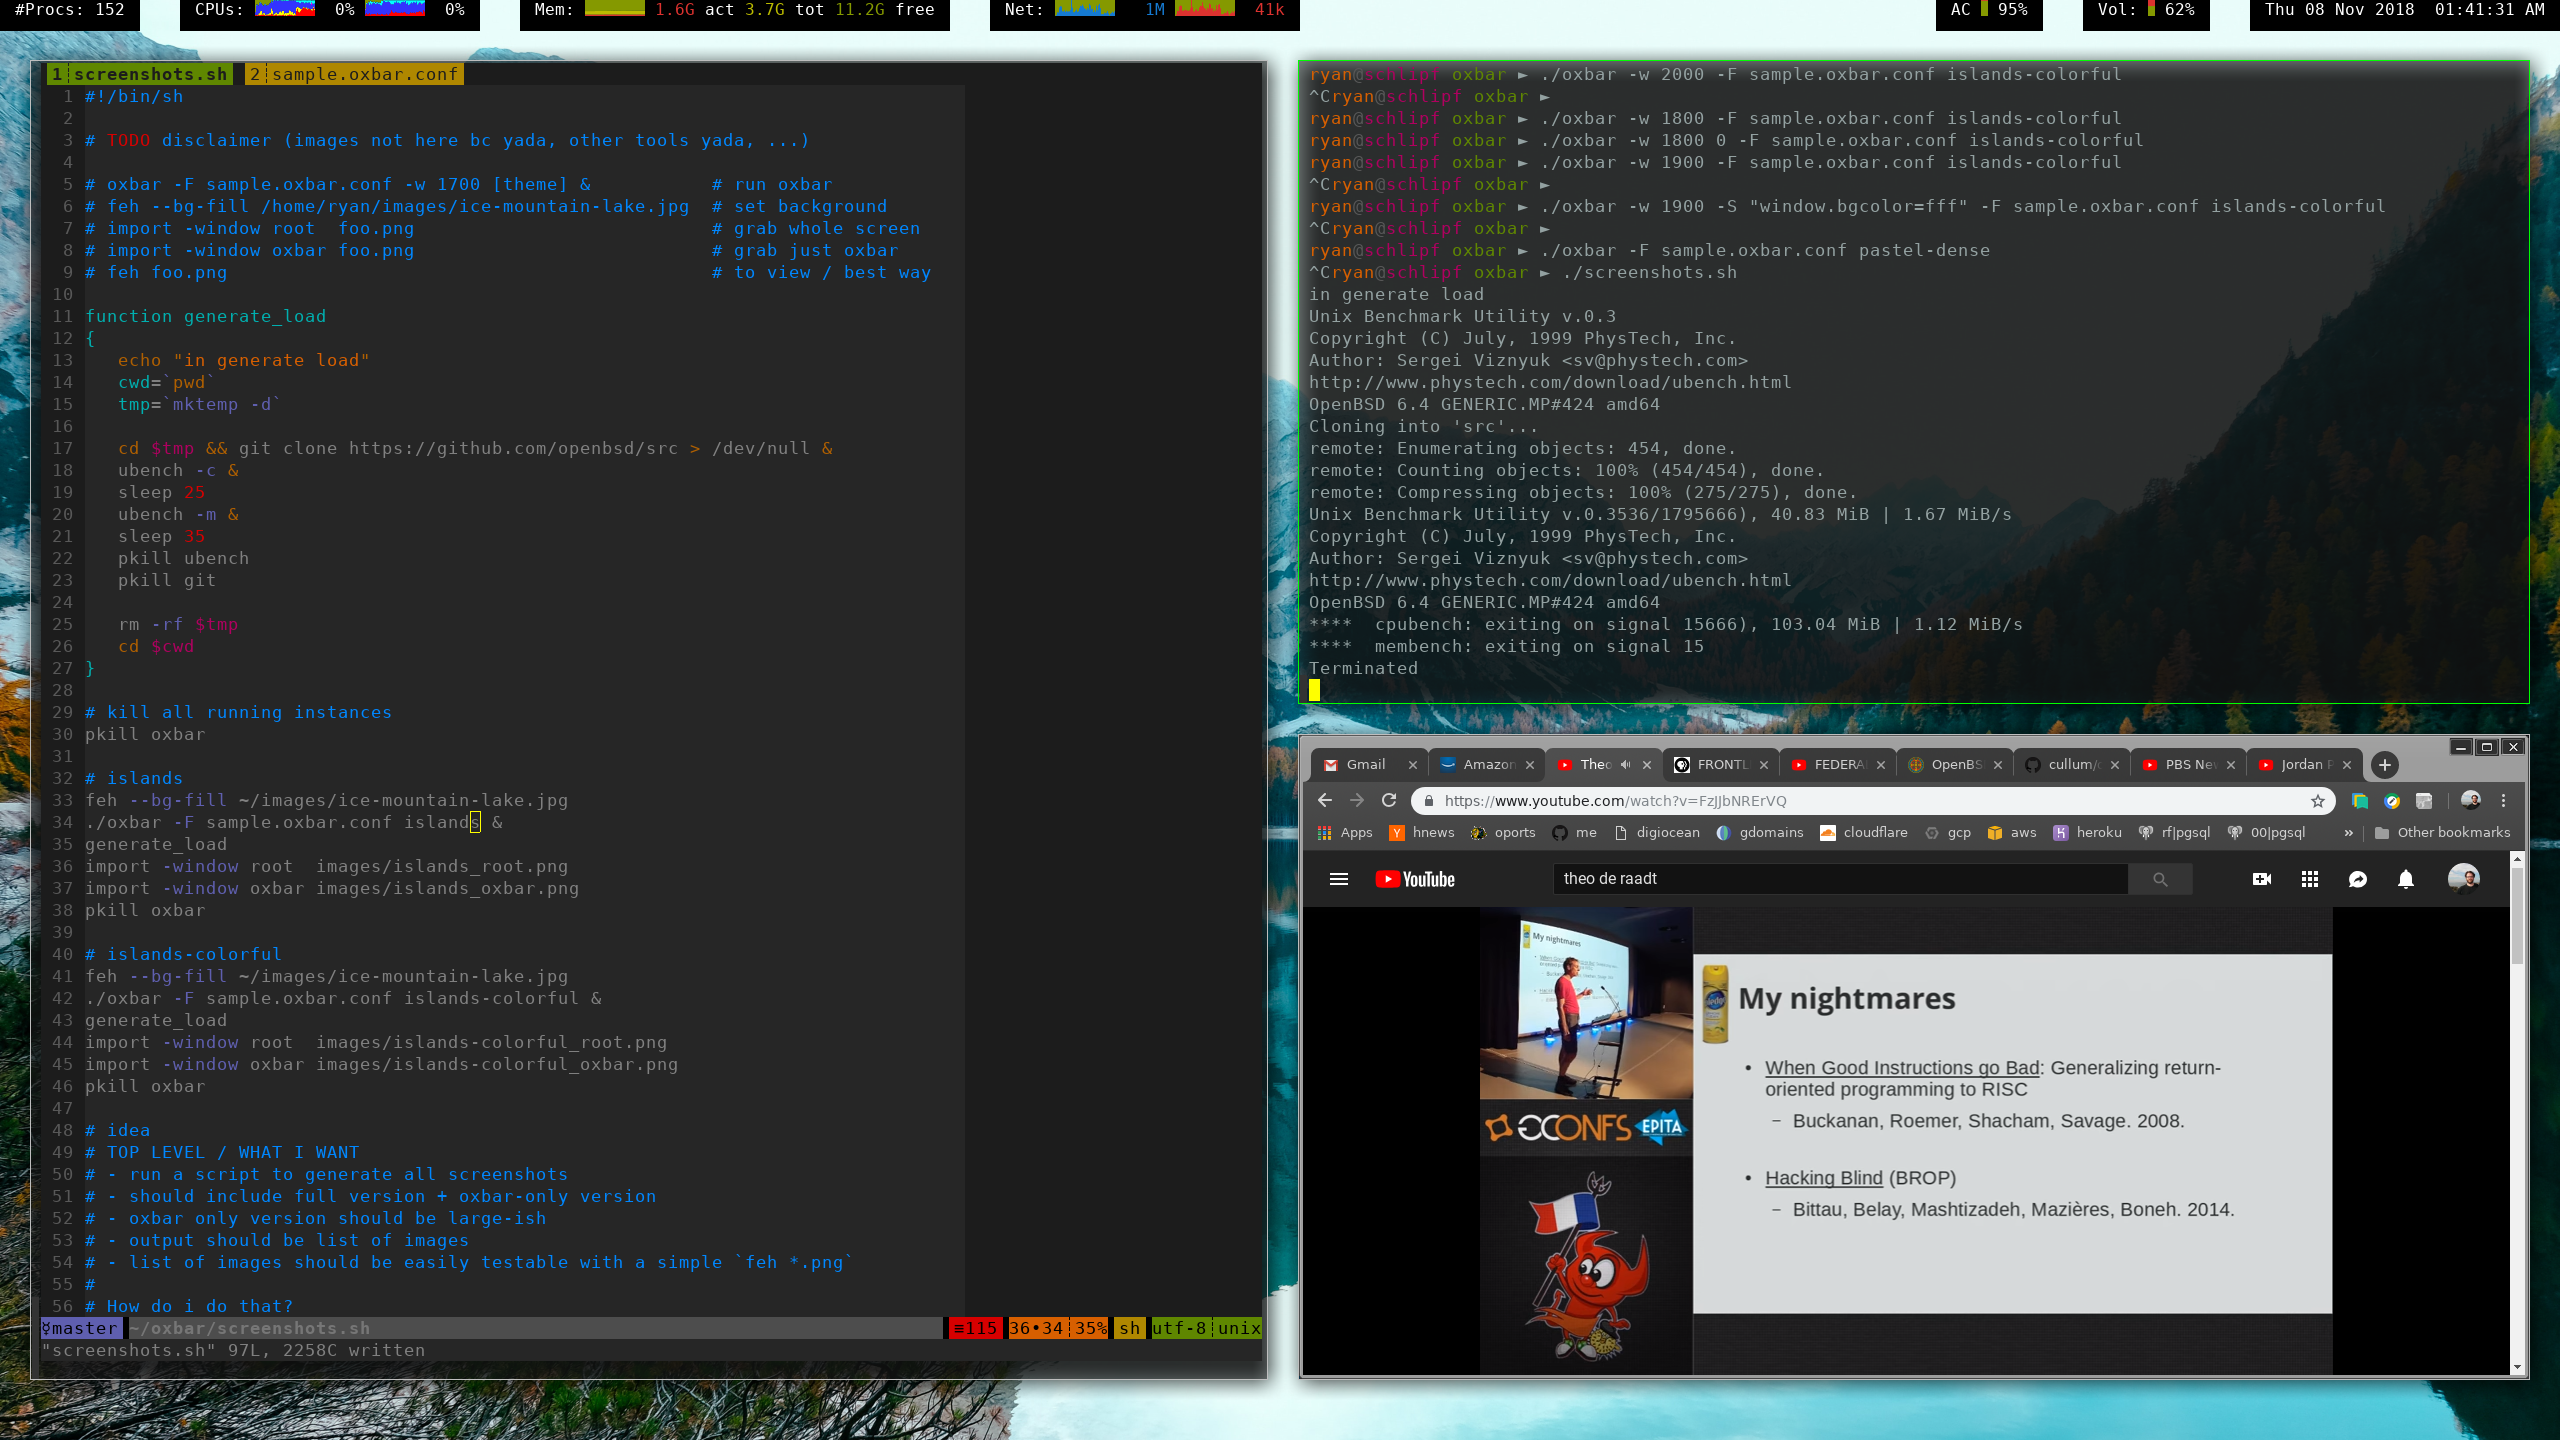 #Procs: 152
CPUs: 0% 0%
Mem: 1.6G act 3.7G tot 11.2G free
Net: 1M 41k
AC 95%
Vol: 62%
Thu 08 Nov 2018 01:41:31 AM
1 screenshots.sh 2 sample.oxbar.conf
1 #!/bin/sh
2
3 # TODO disclaimer (images not here bc yada, other tools yada, ...)
4
5 # oxbar -F sample.oxbar.conf -w 1700 [theme] & # run oxbar
6 # feh --bg-fill /home/ryan/images/ice-mountain-lake.jpg # set background
7 # import -window root  foo.png # grab whole screen
8 # import -window oxbar foo.png # grab just oxbar
9 # feh foo.png # to view / best way
10
11 function generate_load
12 {
13 echo "in generate load"
14 cwd=`pwd`
15 tmp=`mktemp -d`
16
17 cd $tmp && git clone https://github.com/openbsd/src > /dev/null &
18 ubench -c &
19 sleep 25
20 ubench -m &
21 sleep 35
22 pkill ubench
23 pkill git
24
25 rm -rf $tmp
26 cd $cwd
27 }
28
29 # kill all running instances
30 pkill oxbar
31
32 # islands
33 feh --bg-fill ~/images/ice-mountain-lake.jpg
34 ./oxbar -F sample.oxbar.conf islands &
35 generate_load
36 import -window root  images/islands_root.png
37 import -window oxbar images/islands_oxbar.png
38 pkill oxbar
39
40 # islands-colorful
41 feh --bg-fill ~/images/ice-mountain-lake.jpg
42 ./oxbar -F sample.oxbar.conf islands-colorful &
43 generate_load
44 import -window root  images/islands-colorful_root.png
45 import -window oxbar images/islands-colorful_oxbar.png
46 pkill oxbar
47
48 # idea
49 # TOP LEVEL / WHAT I WANT
50 # - run a script to generate all screenshots
51 # - should include full version + oxbar-only version
52 # - oxbar only version should be large-ish
53 # - output should be list of images
54 # - list of images should be easily testable with a simple `feh *.png`
55 #
56 # How do i do that?
☿master ~/oxbar/screenshots.sh ≡115 36•34 35% sh utf-8 unix
"screenshots.sh" 97L, 2258C written
ryan@schlipf oxbar ► ./oxbar -w 2000 -F sample.oxbar.conf islands-colorful
^Cryan@schlipf oxbar ►
ryan@schlipf oxbar ► ./oxbar -w 1800 -F sample.oxbar.conf islands-colorful
ryan@schlipf oxbar ► ./oxbar -w 1800 0 -F sample.oxbar.conf islands-colorful
ryan@schlipf oxbar ► ./oxbar -w 1900 -F sample.oxbar.conf islands-colorful
^Cryan@schlipf oxbar ►
ryan@schlipf oxbar ► ./oxbar -w 1900 -S "window.bgcolor=fff" -F sample.oxbar.conf islands-colorful
^Cryan@schlipf oxbar ►
ryan@schlipf oxbar ► ./oxbar -F sample.oxbar.conf pastel-dense
^Cryan@schlipf oxbar ► ./screenshots.sh
in generate load
Unix Benchmark Utility v.0.3
Copyright (C) July, 1999 PhysTech, Inc.
Author: Sergei Viznyuk <sv@phystech.com>
http://www.phystech.com/download/ubench.html
OpenBSD 6.4 GENERIC.MP#424 amd64
Cloning into 'src'...
remote: Enumerating objects: 454, done.
remote: Counting objects: 100% (454/454), done.
remote: Compressing objects: 100% (275/275), done.
Unix Benchmark Utility v.0.3536/1795666), 40.83 MiB | 1.67 MiB/s
Copyright (C) July, 1999 PhysTech, Inc.
Author: Sergei Viznyuk <sv@phystech.com>
http://www.phystech.com/download/ubench.html
OpenBSD 6.4 GENERIC.MP#424 amd64
****  cpubench: exiting on signal 15666), 103.04 MiB | 1.12 MiB/s
****  membench: exiting on signal 15
Terminated
Gmail Amazon Theo FRONTL FEDERA OpenBS cullum/ PBS Ne Jordan P
https://www.youtube.com/watch?v=FzJJbNRErVQ
Apps hnews oports me digiocean gdomains cloudflare gcp aws heroku rf|pgsql 00|pgsql » Other bookmarks
YouTube
theo de raadt
My nightmares
My nightmares
• When Good Instructions go Bad: Generalizing return-
oriented programming to RISC
– Buckanan, Roemer, Shacham, Savage. 2008.
• Hacking Blind (BROP)
– Bittau, Belay, Mashtizadeh, Mazières, Boneh. 2014.
GCONFS EPITA